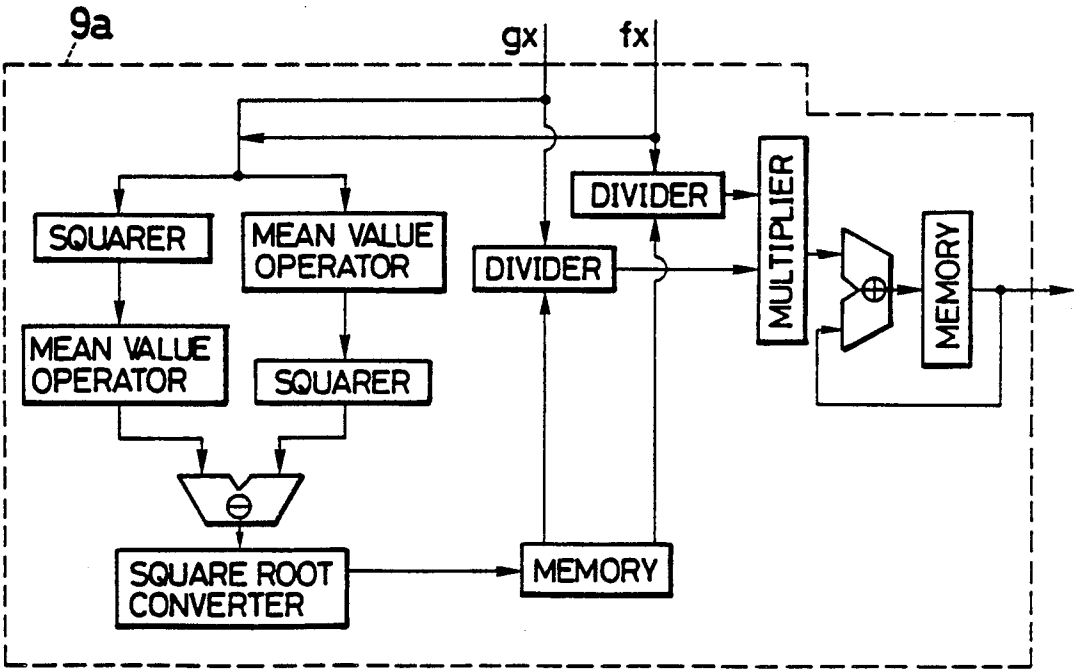 9a
gx
fx
SQUARER
MEAN VALUE
OPERATOR
DIVIDER
DIVIDER
MULTIPLIER
MEMORY
MEAN VALUE
OPERATOR
SQUARER
SQUARE ROOT
CONVERTER
MEMORY